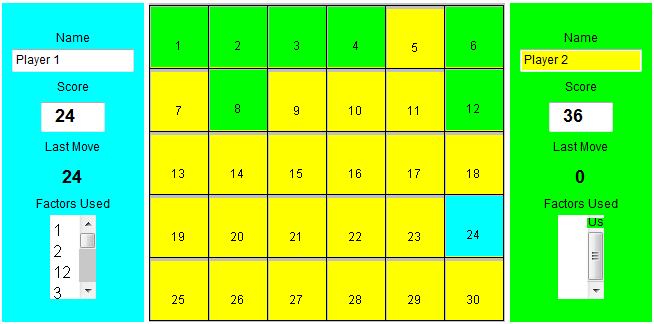 Name
Player 1
Score
24
Last Move
24
Factors Used
1
2
12
3
1 2 3 4 5 6
7 8 9 10 11 12
13 14 15 16 17 18
19 20 21 22 23 24
25 26 27 28 29 30
Name
Player 2
Score
36
Last Move
0
Factors Used
Us